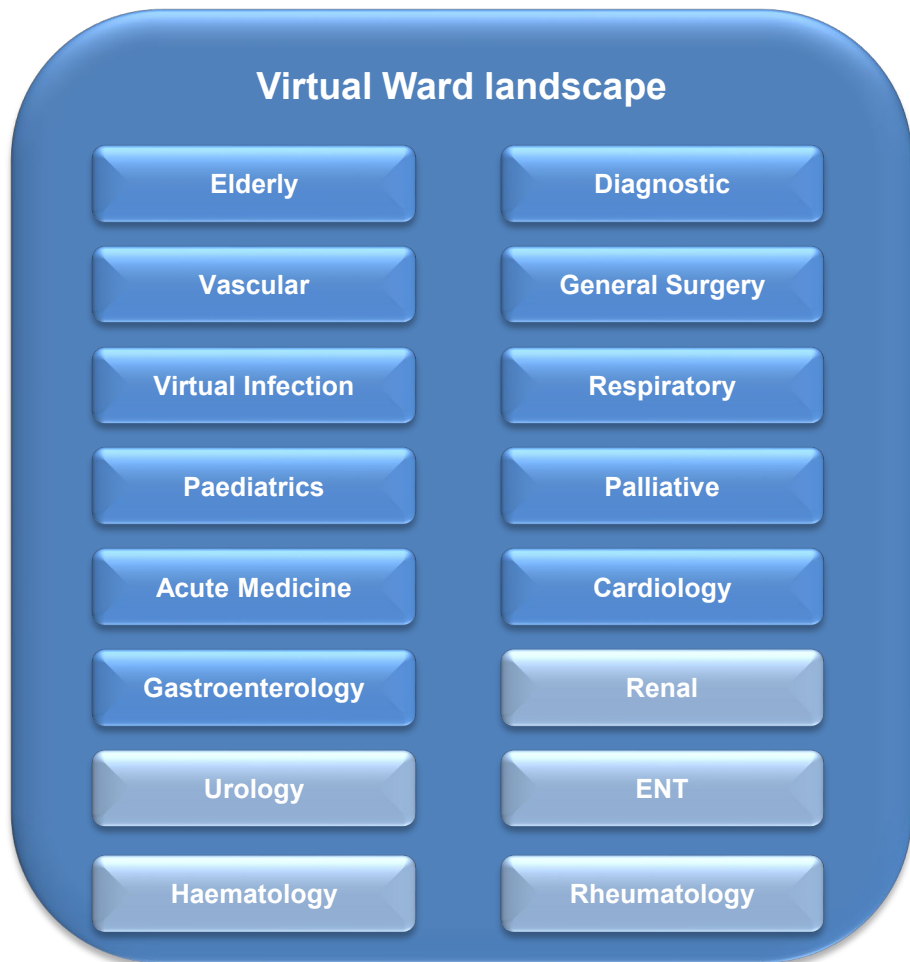 Virtual Ward landscape
Elderly
Diagnostic
Vascular
General Surgery
Virtual Infection
Respiratory
Paediatrics
Palliative
Acute Medicine
Cardiology
Gastroenterology
Renal
Urology
ENT
Haematology
Rheumatology